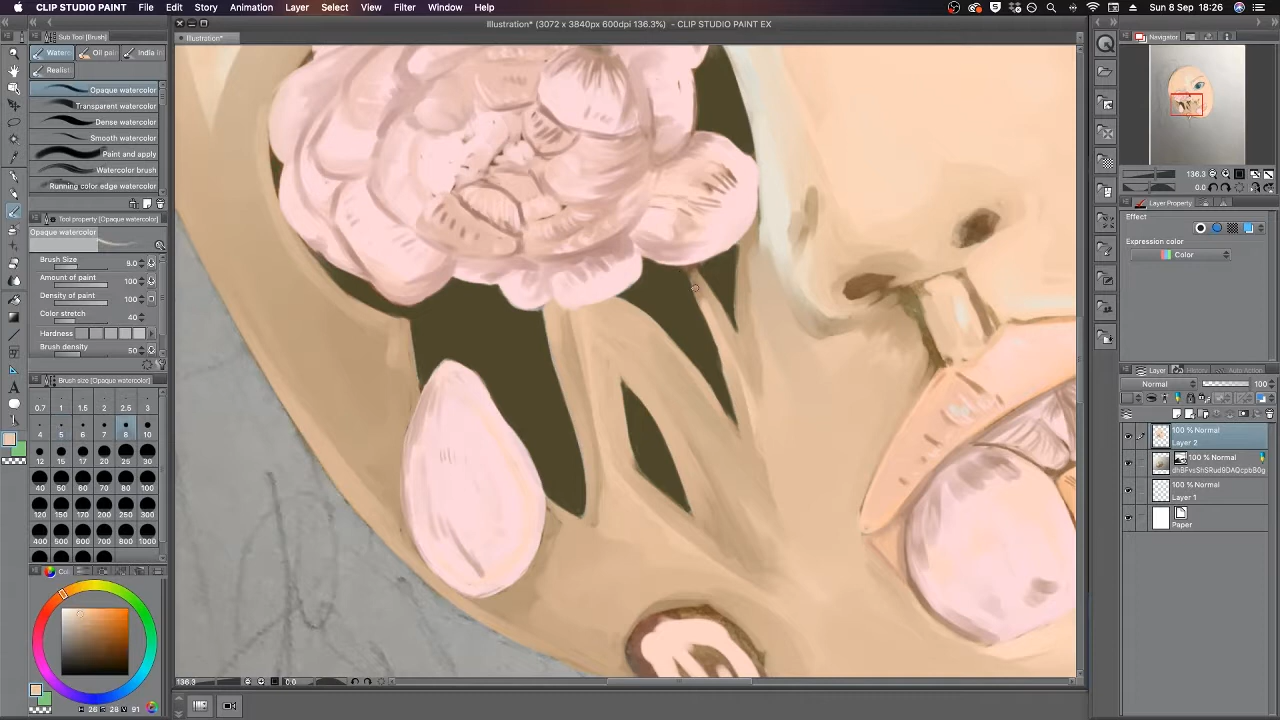 CLIP STUDIO PAINT File Edit Story Animation Layer Select View Filter Window Help
Sun 8 Sep 18:26
Illustration* (3072 x 3840px 600dpi 136.3%) - CLIP STUDIO PAINT EX
Illustration*
Sub Tool [Brush]
Waterc Oil pai India in
Realist
Opaque watercolor
Transparent watercolor
Dense watercolor
Smooth watercolor
Paint and apply
Watercolor brush
Running color edge watercolor
Tool property [Opaque watercolor]
Opaque watercolor
Brush Size 8.0
Amount of paint 100
Density of paint 100
Color stretch 40
Hardness
Brush density 50
Brush size [Opaque watercolor]
0.7 1 1.5 2 2.5 3
4 5 6 7 8 10
12 15 17 20 25 30
40 50 60 70 80 100
120 150 170 200 250 300
400 500 600 700 800 1000
26 28 91
136.3 0.0
Navigator
136.3
0.0
Layer Property
Effect
Expression color
Color
Layer History Auto Action
Normal 100
100 % Normal
Layer 2
100 % Normal
100 % Normal
Layer 1
Paper